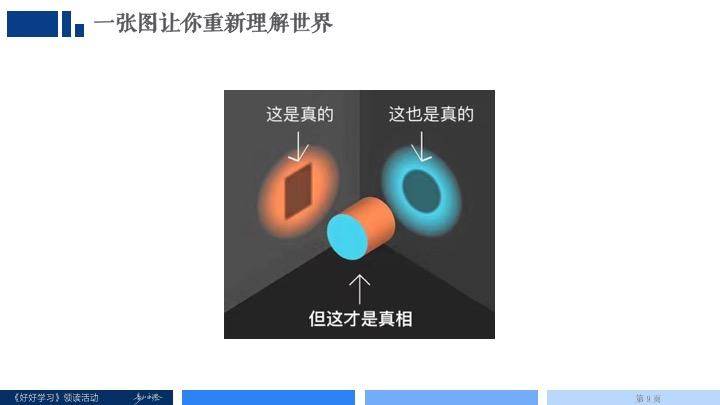 一张图让你重新理解世界
这是真的
这也是真的
但这才是真相
《好好学习》领读活动
第 9 页